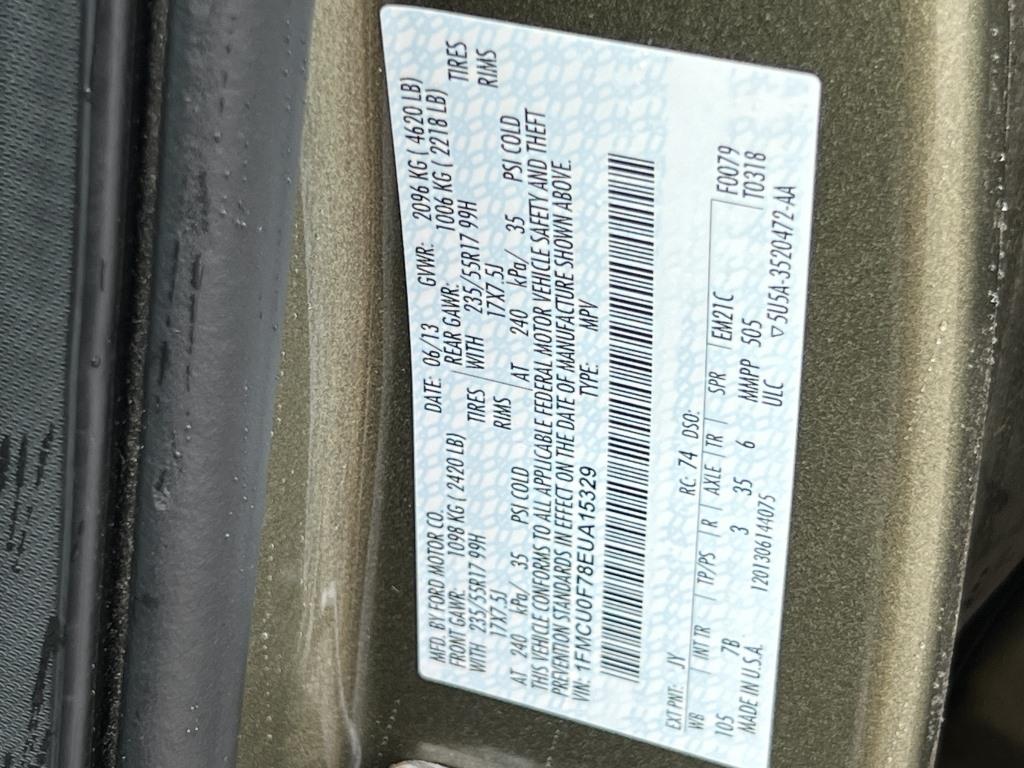 MFD. BY FORD MOTOR CO.
DATE: 06/13 GVWR: 2096 KG ( 4620 LB)
FRONT GAWR: 1098 KG ( 2420 LB) REAR GAWR: 1006 KG ( 2218 LB)
WITH 235/55R17 99H TIRES WITH 235/55R17 99H TIRES
17X7.5J RIMS 17X7.5J RIMS
AT 240 kPa/ 35 PSI COLD AT 240 kPa/ 35 PSI COLD
THIS VEHICLE CONFORMS TO ALL APPLICABLE FEDERAL MOTOR VEHICLE SAFETY AND THEFT
PREVENTION STANDARDS IN EFFECT ON THE DATE OF MANUFACTURE SHOWN ABOVE.
VIN: 1FMCU0F78EUA15329 TYPE: MPV
EXT PNT: JY RC: 74 DSO:
WB INTR TP/PS R AXLE TR SPR EM21C F0079
105 7B 3 35 6 MMPP 505 T0318
MADE IN U.S.A. 1201306144075 ULC ▽5U5A-3520472-AA